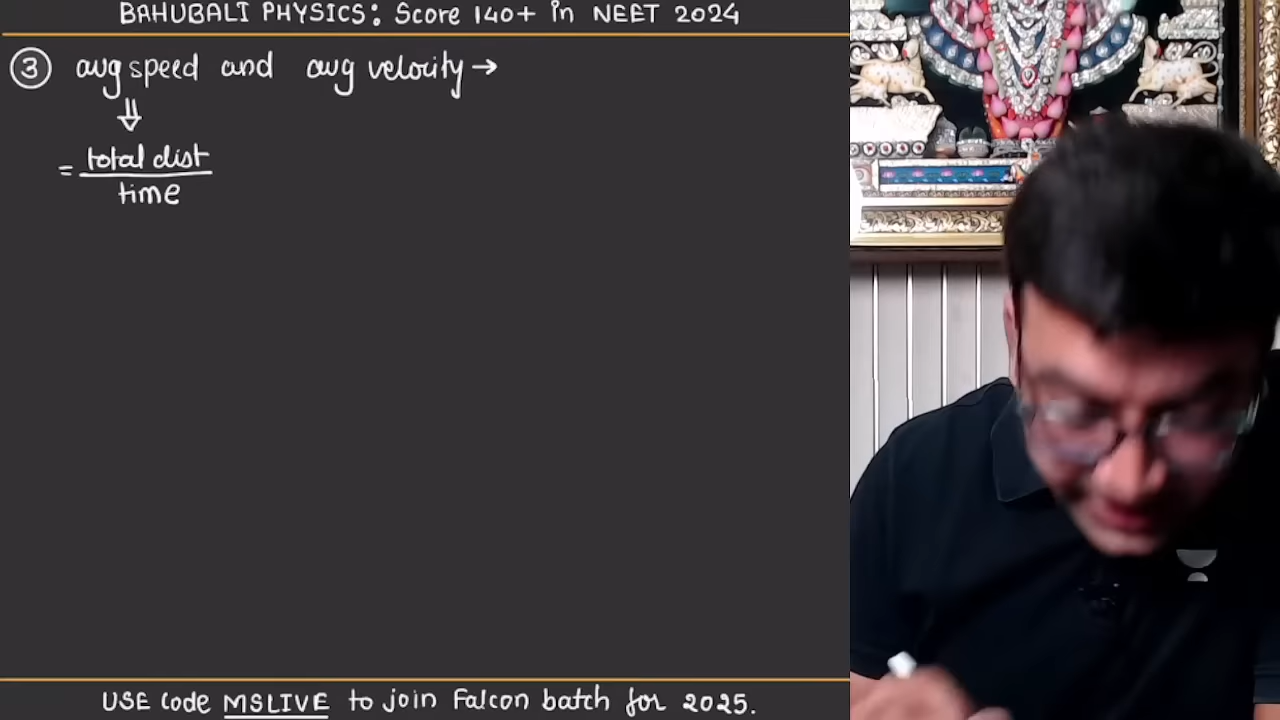 BAHUBALI PHYSICS: Score 140+ in NEET 2024
③ avg speed and avg velocity →
⇓
= total dist
time
USE Code MSLIVE to join Falcon batch for 2025.